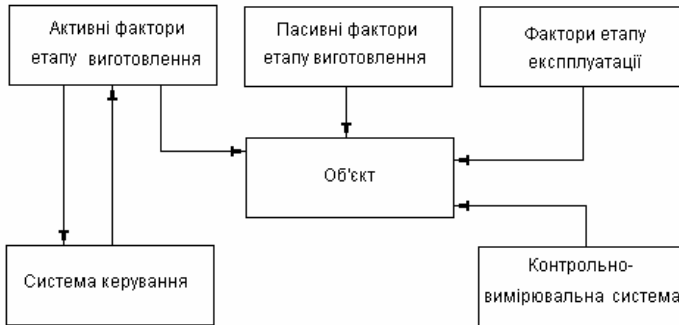 Активні фактори
етапу виготовлення
Пасивні фактори
етапу виготовлення
Фактори етапу
експплуатації
Об'єкт
Система керування
Контрольно-
вимірювальна система